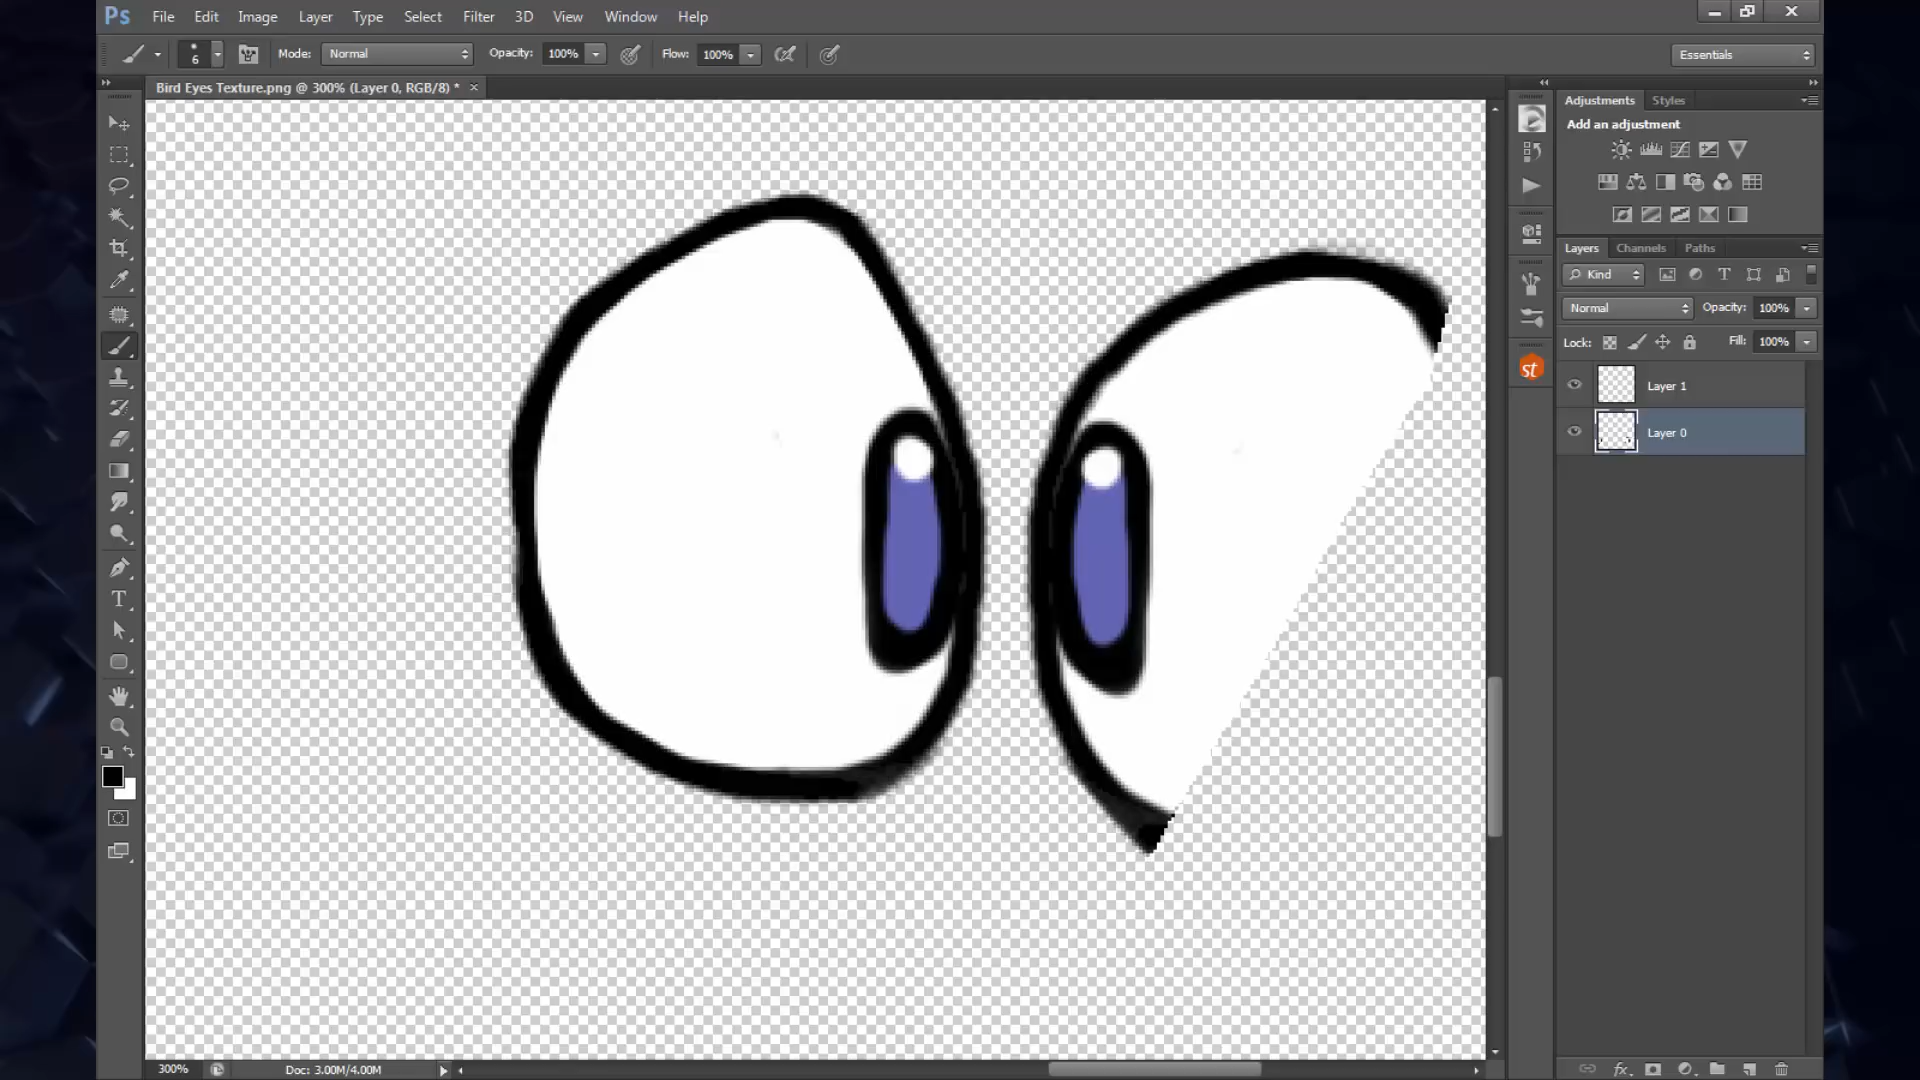 Ps File Edit Image Layer Type Select Filter 3D View Window Help
6 Mode: Normal Opacity: 100% Flow: 100% Essentials
Bird Eyes Texture.png @ 300% (Layer 0, RGB/8) *
Adjustments Styles
Add an adjustment
Layers Channels Paths
Kind
Normal Opacity: 100%
Lock: Fill: 100%
st
Layer 1
Layer 0
300% Doc: 3.00M/4.00M
fx